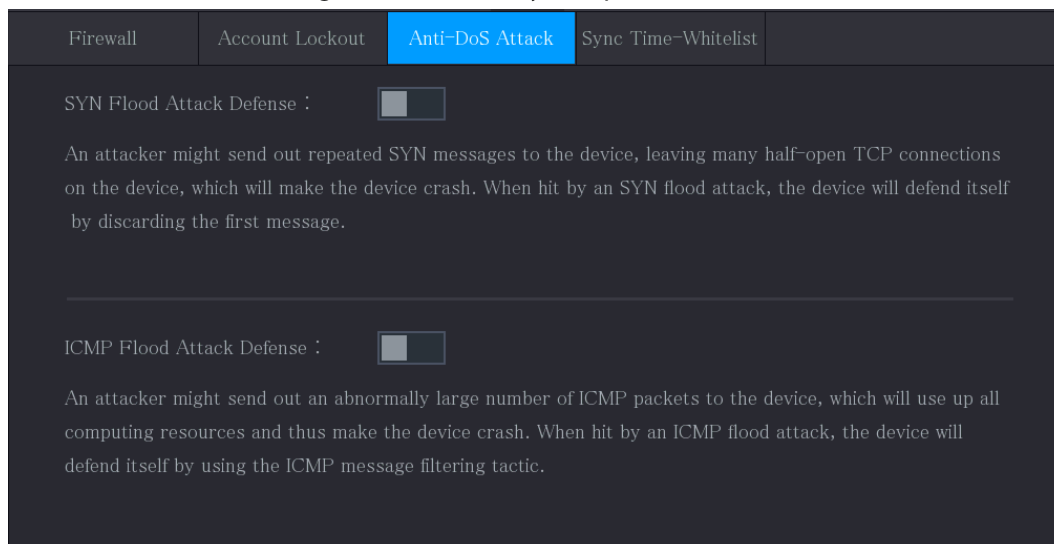 Firewall Account Lockout Anti-DoS Attack Sync Time-Whitelist
SYN Flood Attack Defense :
An attacker might send out repeated SYN messages to the device, leaving many half-open TCP connections
on the device, which will make the device crash. When hit by an SYN flood attack, the device will defend itself
by discarding the first message.
ICMP Flood Attack Defense :
An attacker might send out an abnormally large number of ICMP packets to the device, which will use up all
computing resources and thus make the device crash. When hit by an ICMP flood attack, the device will
defend itself by using the ICMP message filtering tactic.